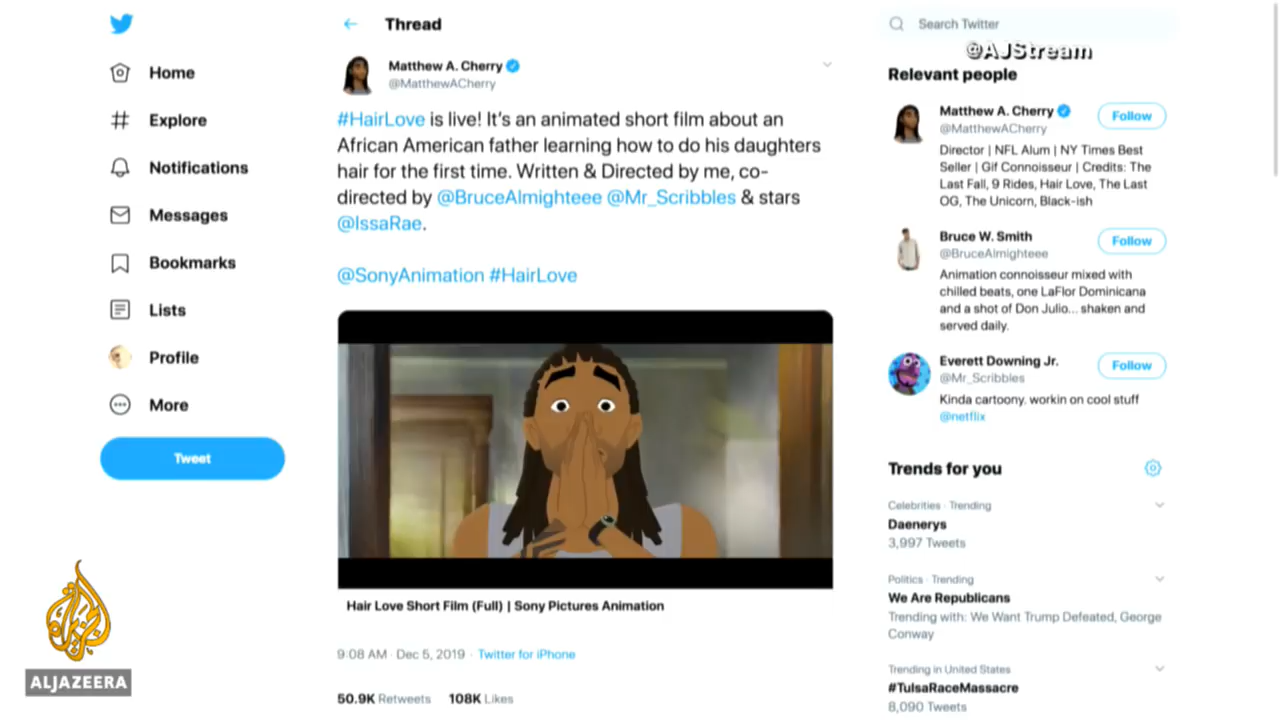 Thread
Search Twitter
@AJStream
Home
Explore
Notifications
Messages
Bookmarks
Lists
Profile
More
Tweet
Matthew A. Cherry
@MatthewACherry
#HairLove is live! It's an animated short film about an
African American father learning how to do his daughters
hair for the first time. Written & Directed by me, co-
directed by @BruceAlmighteee @Mr_Scribbles & stars
@IssaRae.
@SonyAnimation #HairLove
Hair Love Short Film (Full) | Sony Pictures Animation
9:08 AM · Dec 5, 2019 · Twitter for iPhone
50.9K Retweets 108K Likes
Relevant people
Matthew A. Cherry
@MatthewACherry
Follow
Director | NFL Alum | NY Times Best
Seller | Gif Connoisseur | Credits: The
Last Fall, 9 Rides, Hair Love, The Last
OG, The Unicorn, Black-ish
Bruce W. Smith
@BruceAlmighteee
Follow
Animation connoisseur mixed with
chilled beats, one LaFlor Dominicana
and a shot of Don Julio... shaken and
served daily.
Everett Downing Jr.
@Mr_Scribbles
Follow
Kinda cartoony. workin on cool stuff
@netflix
Trends for you
Celebrities · Trending
Daenerys
3,997 Tweets
Politics · Trending
We Are Republicans
Trending with: We Want Trump Defeated, George
Conway
Trending in United States
#TulsaRaceMassacre
8,090 Tweets
ALJAZEERA